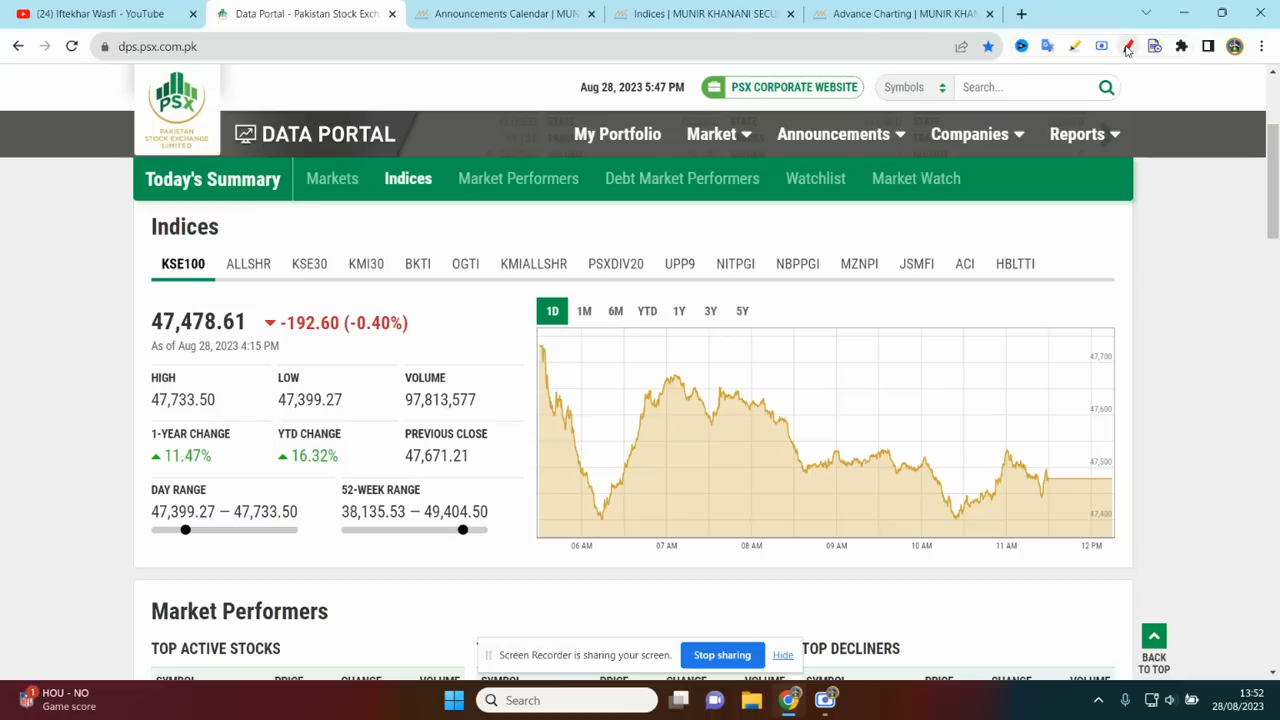 (24) Iftekhar Wasfi - YouTube
Data Portal - Pakistan Stock Exch
Announcements Calendar | MUN
Indices | MUNIR KHANANI SECU
Advance Charting | MUNIR KHAN
dps.psx.com.pk
PSX
PAKISTAN
STOCK EXCHANGE
LIMITED
Aug 28, 2023 5:47 PM
PSX CORPORATE WEBSITE
Symbols
Search...
DATA PORTAL
My Portfolio
Market
Announcements
Companies
Reports
Today's Summary
Markets
Indices
Market Performers
Debt Market Performers
Watchlist
Market Watch
Indices
KSE100 ALLSHR KSE30 KMI30 BKTI OGTI KMIALLSHR PSXDIV20 UPP9 NITPGI NBPPGI MZNPI JSMFI ACI HBLTTI
47,478.61 -192.60 (-0.40%)
As of Aug 28, 2023 4:15 PM
HIGH LOW VOLUME
47,733.50 47,399.27 97,813,577
1-YEAR CHANGE YTD CHANGE PREVIOUS CLOSE
11.47% 16.32% 47,671.21
DAY RANGE 52-WEEK RANGE
47,399.27 — 47,733.50 38,135.53 — 49,404.50
1D 1M 6M YTD 1Y 3Y 5Y
47,700
47,600
47,500
47,400
06 AM 07 AM 08 AM 09 AM 10 AM 11 AM 12 PM
Market Performers
TOP ACTIVE STOCKS
TOP DECLINERS
Screen Recorder is sharing your screen.
Stop sharing
Hide
BACK
TO TOP
1
HOU - NO
Game score
Search
13:52
28/08/2023